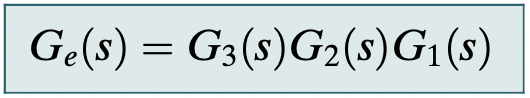 Gₑ(s) = G₃(s)G₂(s)G₁(s)